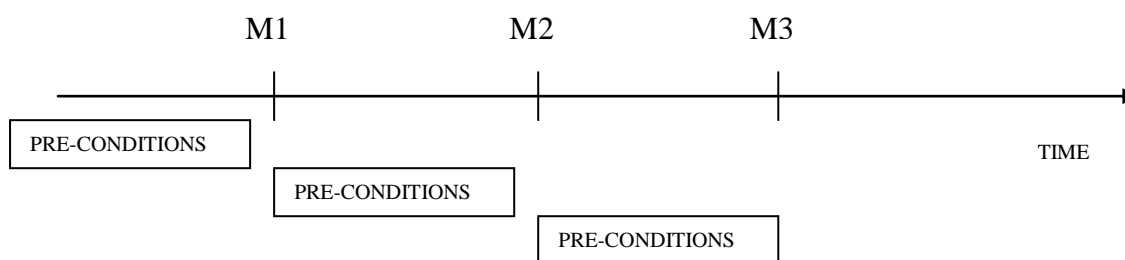 M1 M2 M3
PRE-CONDITIONS
TIME
PRE-CONDITIONS
PRE-CONDITIONS